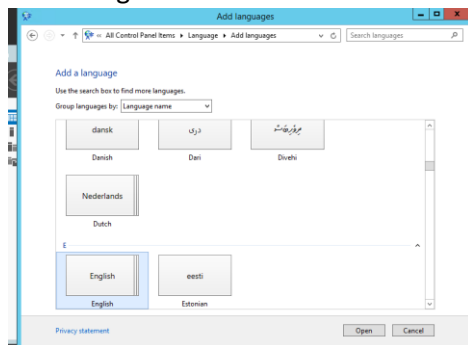 Add languages
« All Control Panel Items ▸ Language ▸ Add languages
Search languages
Add a language
Use the search box to find more languages.
Group languages by: Language name
dansk دری
Danish Dari Divehi
Nederlands
Dutch
E
English eesti
English Estonian
Privacy statement Open Cancel